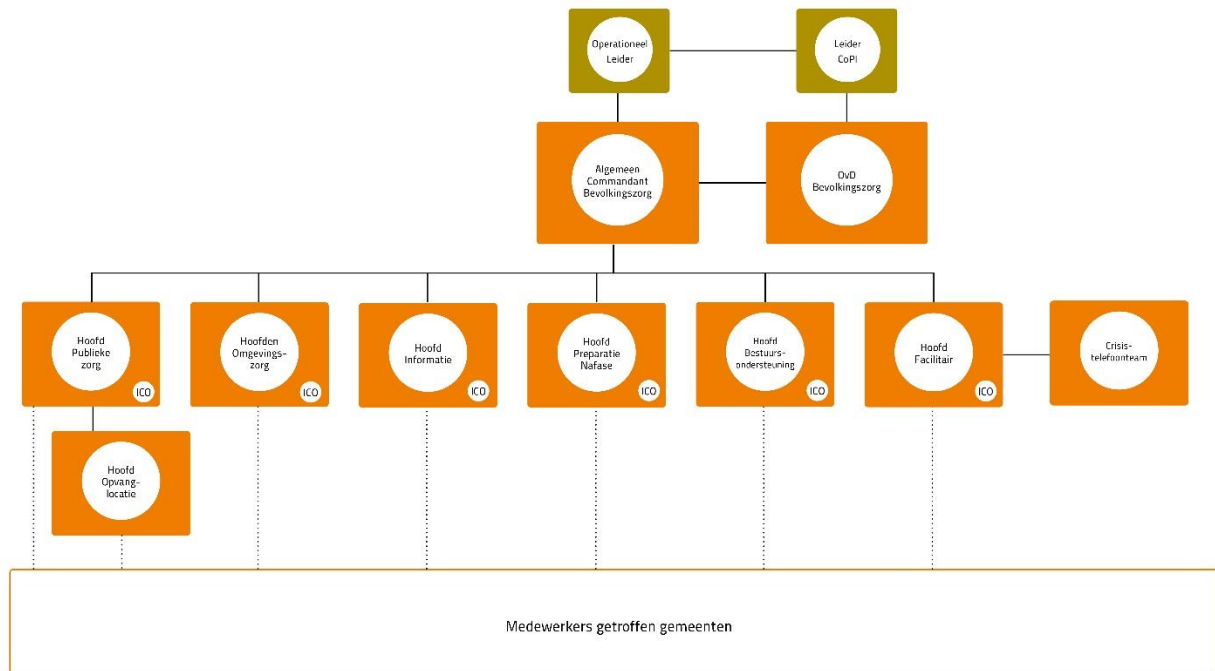 Operationeel
Leider
Leider
CoPI
Algemeen
Commandant
Bevolkingszorg
OvD
Bevolkingszorg
Hoofd
Publieke
zorg
ICO
Hoofden
Omgevings-
zorg
ICO
Hoofd
Informatie
ICO
Hoofd
Preparatie
Nafase
ICO
Hoofd
Bestuurs-
ondersteuning
ICO
Hoofd
Facilitair
ICO
Crisis-
telefoonteam
Hoofd
Opvang-
locatie
Medewerkers getroffen gemeenten